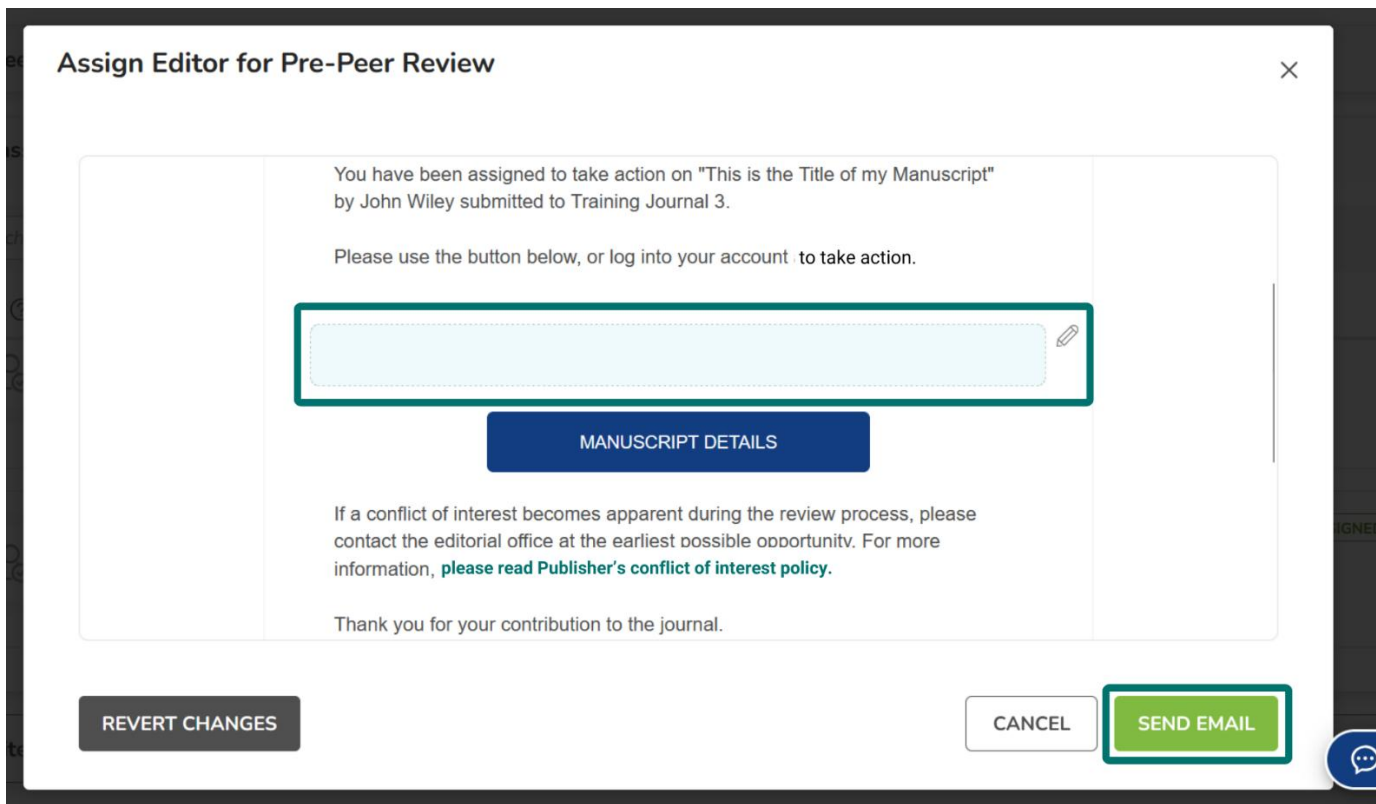 Assign Editor for Pre-Peer Review
You have been assigned to take action on "This is the Title of my Manuscript"
by John Wiley submitted to Training Journal 3.
Please use the button below, or log into your account to take action.
MANUSCRIPT DETAILS
If a conflict of interest becomes apparent during the review process, please
contact the editorial office at the earliest possible opportunity. For more
information, please read Publisher's conflict of interest policy.
Thank you for your contribution to the journal.
REVERT CHANGES
CANCEL
SEND EMAIL